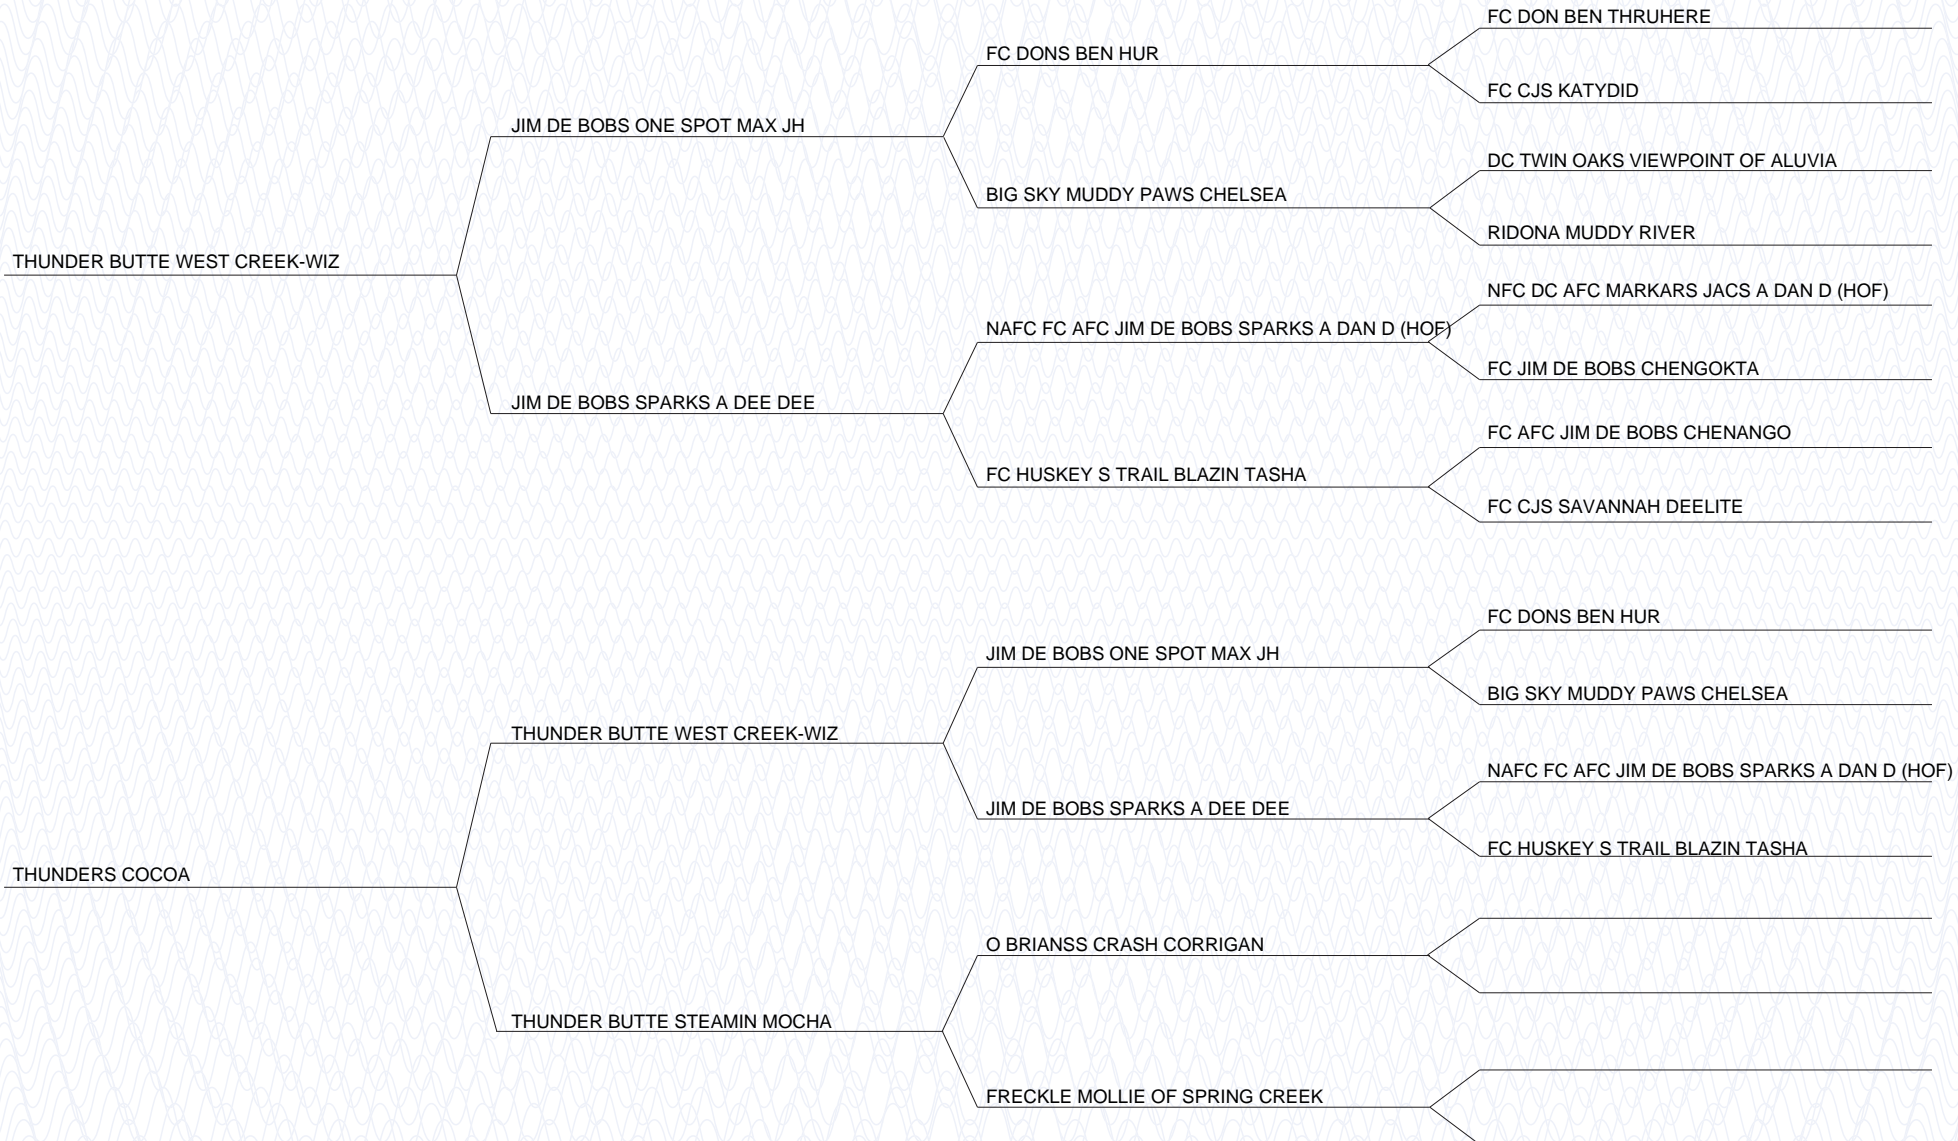 FC DON BEN THRUHERE
FC DONS BEN HUR
FC CJS KATYDID
JIM DE BOBS ONE SPOT MAX JH
DC TWIN OAKS VIEWPOINT OF ALUVIA
BIG SKY MUDDY PAWS CHELSEA
RIDONA MUDDY RIVER
THUNDER BUTTE WEST CREEK-WIZ
NFC DC AFC MARKARS JACS A DAN D (HOF)
NAFC FC AFC JIM DE BOBS SPARKS A DAN D (HOF)
FC JIM DE BOBS CHENGOKTA
JIM DE BOBS SPARKS A DEE DEE
FC AFC JIM DE BOBS CHENANGO
FC HUSKEY S TRAIL BLAZIN TASHA
FC CJS SAVANNAH DEELITE
FC DONS BEN HUR
JIM DE BOBS ONE SPOT MAX JH
BIG SKY MUDDY PAWS CHELSEA
THUNDER BUTTE WEST CREEK-WIZ
NAFC FC AFC JIM DE BOBS SPARKS A DAN D (HOF)
JIM DE BOBS SPARKS A DEE DEE
FC HUSKEY S TRAIL BLAZIN TASHA
THUNDERS COCOA
O BRIANSS CRASH CORRIGAN
THUNDER BUTTE STEAMIN MOCHA
FRECKLE MOLLIE OF SPRING CREEK